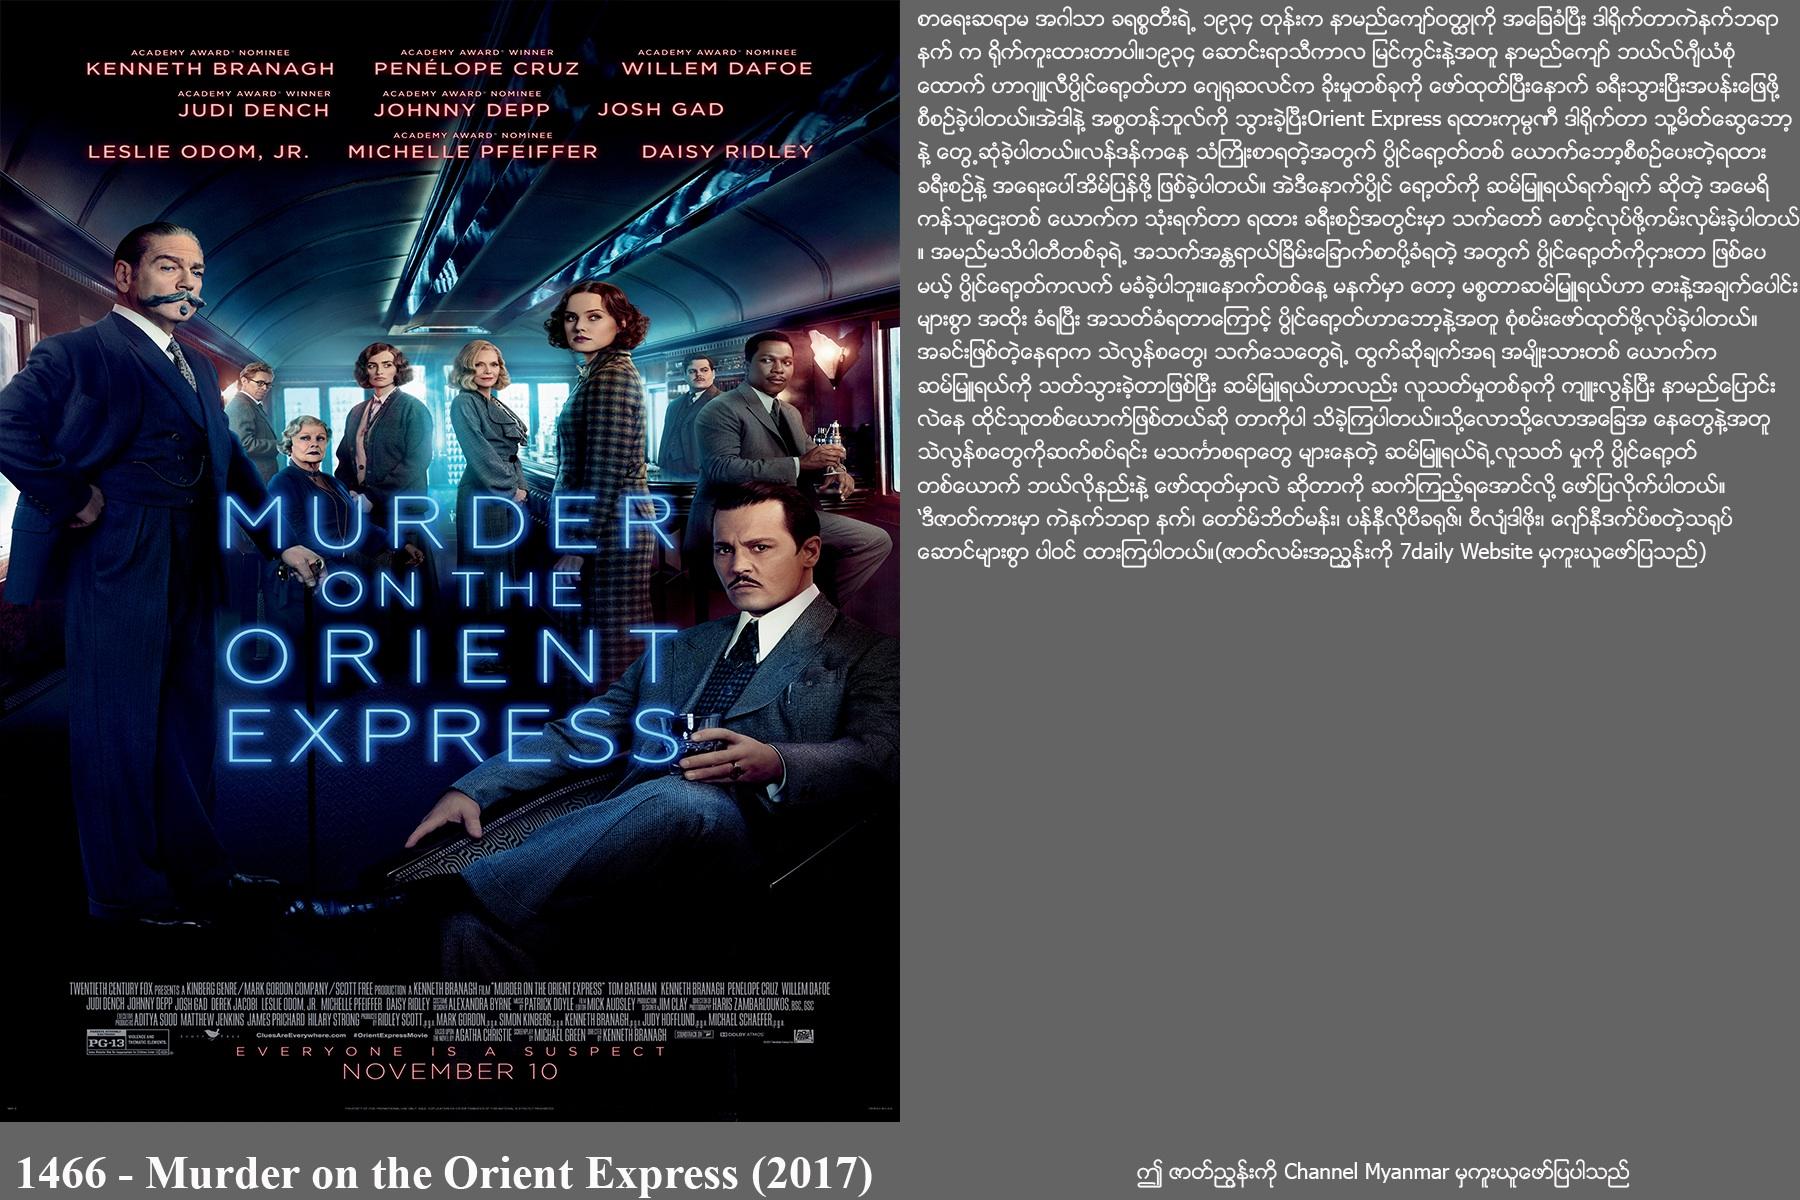 ACADEMY AWARD® NOMINEE
KENNETH BRANAGH
ACADEMY AWARD® WINNER
PENÉLOPE CRUZ
ACADEMY AWARD® NOMINEE
WILLEM DAFOE
ACADEMY AWARD® WINNER
JUDI DENCH
ACADEMY AWARD® NOMINEE
JOHNNY DEPP
JOSH GAD
LESLIE ODOM, JR.
ACADEMY AWARD® NOMINEE
MICHELLE PFEIFFER
DAISY RIDLEY
MURDER
ON THE
ORIENT
EXPRESS
TWENTIETH CENTURY FOX PRESENTS A KINBERG GENRE / MARK GORDON COMPANY / SCOTT FREE PRODUCTION A KENNETH BRANAGH FILM "MURDER ON THE ORIENT EXPRESS" TOM BATEMAN KENNETH BRANAGH PENELOPE CRUZ WILLEM DAFOE
JUDI DENCH JOHNNY DEPP JOSH GAD DEREK JACOBI LESLIE ODOM, JR. MICHELLE PFEIFFER DAISY RIDLEY COSTUME DESIGNER ALEXANDRA BYRNE MUSIC BY PATRICK DOYLE FILM EDITOR MICK AUDSLEY PRODUCTION DESIGNER JIM CLAY DIRECTOR OF PHOTOGRAPHY HARIS ZAMBARLOUKOS, BSC, GSC
EXECUTIVE PRODUCERS ADITYA SOOD MATTHEW JENKINS JAMES PRICHARD HILARY STRONG PRODUCED BY RIDLEY SCOTT, p.g.a. MARK GORDON, p.g.a. SIMON KINBERG, p.g.a. KENNETH BRANAGH, p.g.a. JUDY HOFFLUND, p.g.a. MICHAEL SCHAEFER, p.g.a.
PG-13 VIOLENCE AND THEMATIC ELEMENTS. CluesAreEverywhere.com #OrientExpressMovie BASED UPON THE NOVEL BY AGATHA CHRISTIE SCREENPLAY BY MICHAEL GREEN DIRECTED BY KENNETH BRANAGH DOLBY ATMOS
EVERYONE IS A SUSPECT
NOVEMBER 10
1466 - Murder on the Orient Express (2017)
စာရေးဆရာမ အဂါသာ ခရစ္စတီးရဲ့ ၁၉၃၄ တုန်းက နာမည်ကျော်ဝတ္ထုကို အခြေခံပြီး ဒါရိုက်တာကဲနက်ဘရာ
နက် က ရိုက်ကူးထားတာပါ။၁၉၃၄ ဆောင်းရာသီကာလ မြင်ကွင်းနဲ့အတူ နာမည်ကျော် ဘယ်လ်ဂျီယံစုံ
ထောက် ဟာဂျူလီပွိုင်ရော့တ်ဟာ ဂျေရုဆလင်က ခိုးမှုတစ်ခုကို ဖော်ထုတ်ပြီးနောက် ခရီးသွားပြီးအပန်းဖြေဖို့
စီစဉ်ခဲ့ပါတယ်။အဲဒါနဲ့ အစ္စတန်ဘူလ်ကို သွားခဲ့ပြီးOrient Express ရထားကုမ္ပဏီ ဒါရိုက်တာ သူ့မိတ်ဆွေဘော့
နဲ့ တွေ့ဆုံခဲ့ပါတယ်။လန်ဒန်ကနေ သံကြိုးစာရတဲ့အတွက် ပွိုင်ရော့တ်တစ် ယောက်ဘော့စီစဉ်ပေးတဲ့ရထား
ခရီးစဉ်နဲ့ အရေးပေါ်အိမ်ပြန်ဖို့ ဖြစ်ခဲ့ပါတယ်။ အဲဒီနောက်ပွိုင် ရော့တ်ကို ဆမ်မြူရယ်ရက်ချက် ဆိုတဲ့ အမေရိ
ကန်သူဌေးတစ် ယောက်က သုံးရက်တာ ရထား ခရီးစဉ်အတွင်းမှာ သက်တော် စောင့်လုပ်ဖို့ကမ်းလှမ်းခဲ့ပါတယ်
။ အမည်မသိပါတီတစ်ခုရဲ့ အသက်အန္တရာယ်ခြိမ်းခြောက်စာပို့ခံရတဲ့ အတွက် ပွိုင်ရော့တ်ကိုငှားတာ ဖြစ်ပေ
မယ့် ပွိုင်ရော့တ်ကလက် မခံခဲ့ပါဘူး။နောက်တစ်နေ့ မနက်မှာ တော့ မစ္စတာဆမ်မြူရယ်ဟာ ဓားနဲ့အချက်ပေါင်း
များစွာ အထိုး ခံရပြီး အသတ်ခံရတာကြောင့် ပွိုင်ရော့တ်ဟာဘော့နဲ့အတူ စုံစမ်းဖော်ထုတ်ဖို့လုပ်ခဲ့ပါတယ်။
အခင်းဖြစ်တဲ့နေရာက သဲလွန်စတွေ၊ သက်သေတွေရဲ့ ထွက်ဆိုချက်အရ အမျိုးသားတစ် ယောက်က
ဆမ်မြူရယ်ကို သတ်သွားခဲ့တာဖြစ်ပြီး ဆမ်မြူရယ်ဟာလည်း လူသတ်မှုတစ်ခုကို ကျူးလွန်ပြီး နာမည်ပြောင်း
လဲနေ ထိုင်သူတစ်ယောက်ဖြစ်တယ်ဆို တာကိုပါ သိခဲ့ကြပါတယ်။သို့လောသို့လောအခြေအ နေတွေနဲ့အတူ
သဲလွန်စတွေကိုဆက်စပ်ရင်း မသင်္ကာစရာတွေ များနေတဲ့ ဆမ်မြူရယ်ရဲ့လူသတ် မှုကို ပွိုင်ရော့တ်
တစ်ယောက် ဘယ်လိုနည်းနဲ့ ဖော်ထုတ်မှာလဲ ဆိုတာကို ဆက်ကြည့်ရအောင်လို့ ဖော်ပြလိုက်ပါတယ်။
‘ဒီဇာတ်ကားမှာ ကဲနက်ဘရာ နက်၊ တော်မ်ဘိတ်မန်း၊ ပန်နီလိုပီခရုဇ်၊ ဝီလျံဒါဖိုး၊ ဂျော်နီဒက်ပ်စတဲ့သရုပ်
ဆောင်များစွာ ပါဝင် ထားကြပါတယ်။(ဇာတ်လမ်းအညွှန်းကို 7daily Website မှကူးယူဖော်ပြသည်)
ဤ ဇာတ်ညွှန်းကို Channel Myanmar မှကူးယူဖော်ပြပါသည်